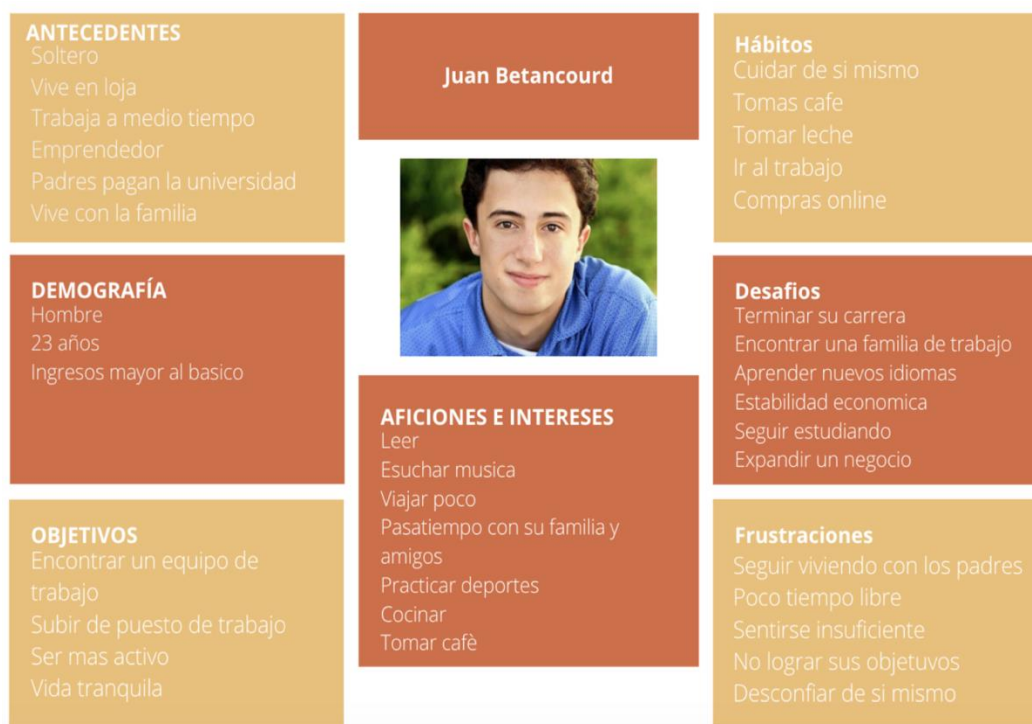 ANTECEDENTES
Soltero
Vive en loja
Trabaja a medio tiempo
Emprendedor
Padres pagan la universidad
Vive con la familia
DEMOGRAFÍA
Hombre
23 años
Ingresos mayor al basico
OBJETIVOS
Encontrar un equipo de
trabajo
Subir de puesto de trabajo
Ser mas activo
Vida tranquila
Juan Betancourd
AFICIONES E INTERESES
Leer
Esuchar musica
Viajar poco
Pasatiempo con su familia y
amigos
Practicar deportes
Cocinar
Tomar cafè
Hábitos
Cuidar de si mismo
Tomas cafe
Tomar leche
Ir al trabajo
Compras online
Desafios
Terminar su carrera
Encontrar una familia de trabajo
Aprender nuevos idiomas
Estabilidad economica
Seguir estudiando
Expandir un negocio
Frustraciones
Seguir viviendo con los padres
Poco tiempo libre
Sentirse insuficiente
No lograr sus objetuvos
Desconfiar de si mismo